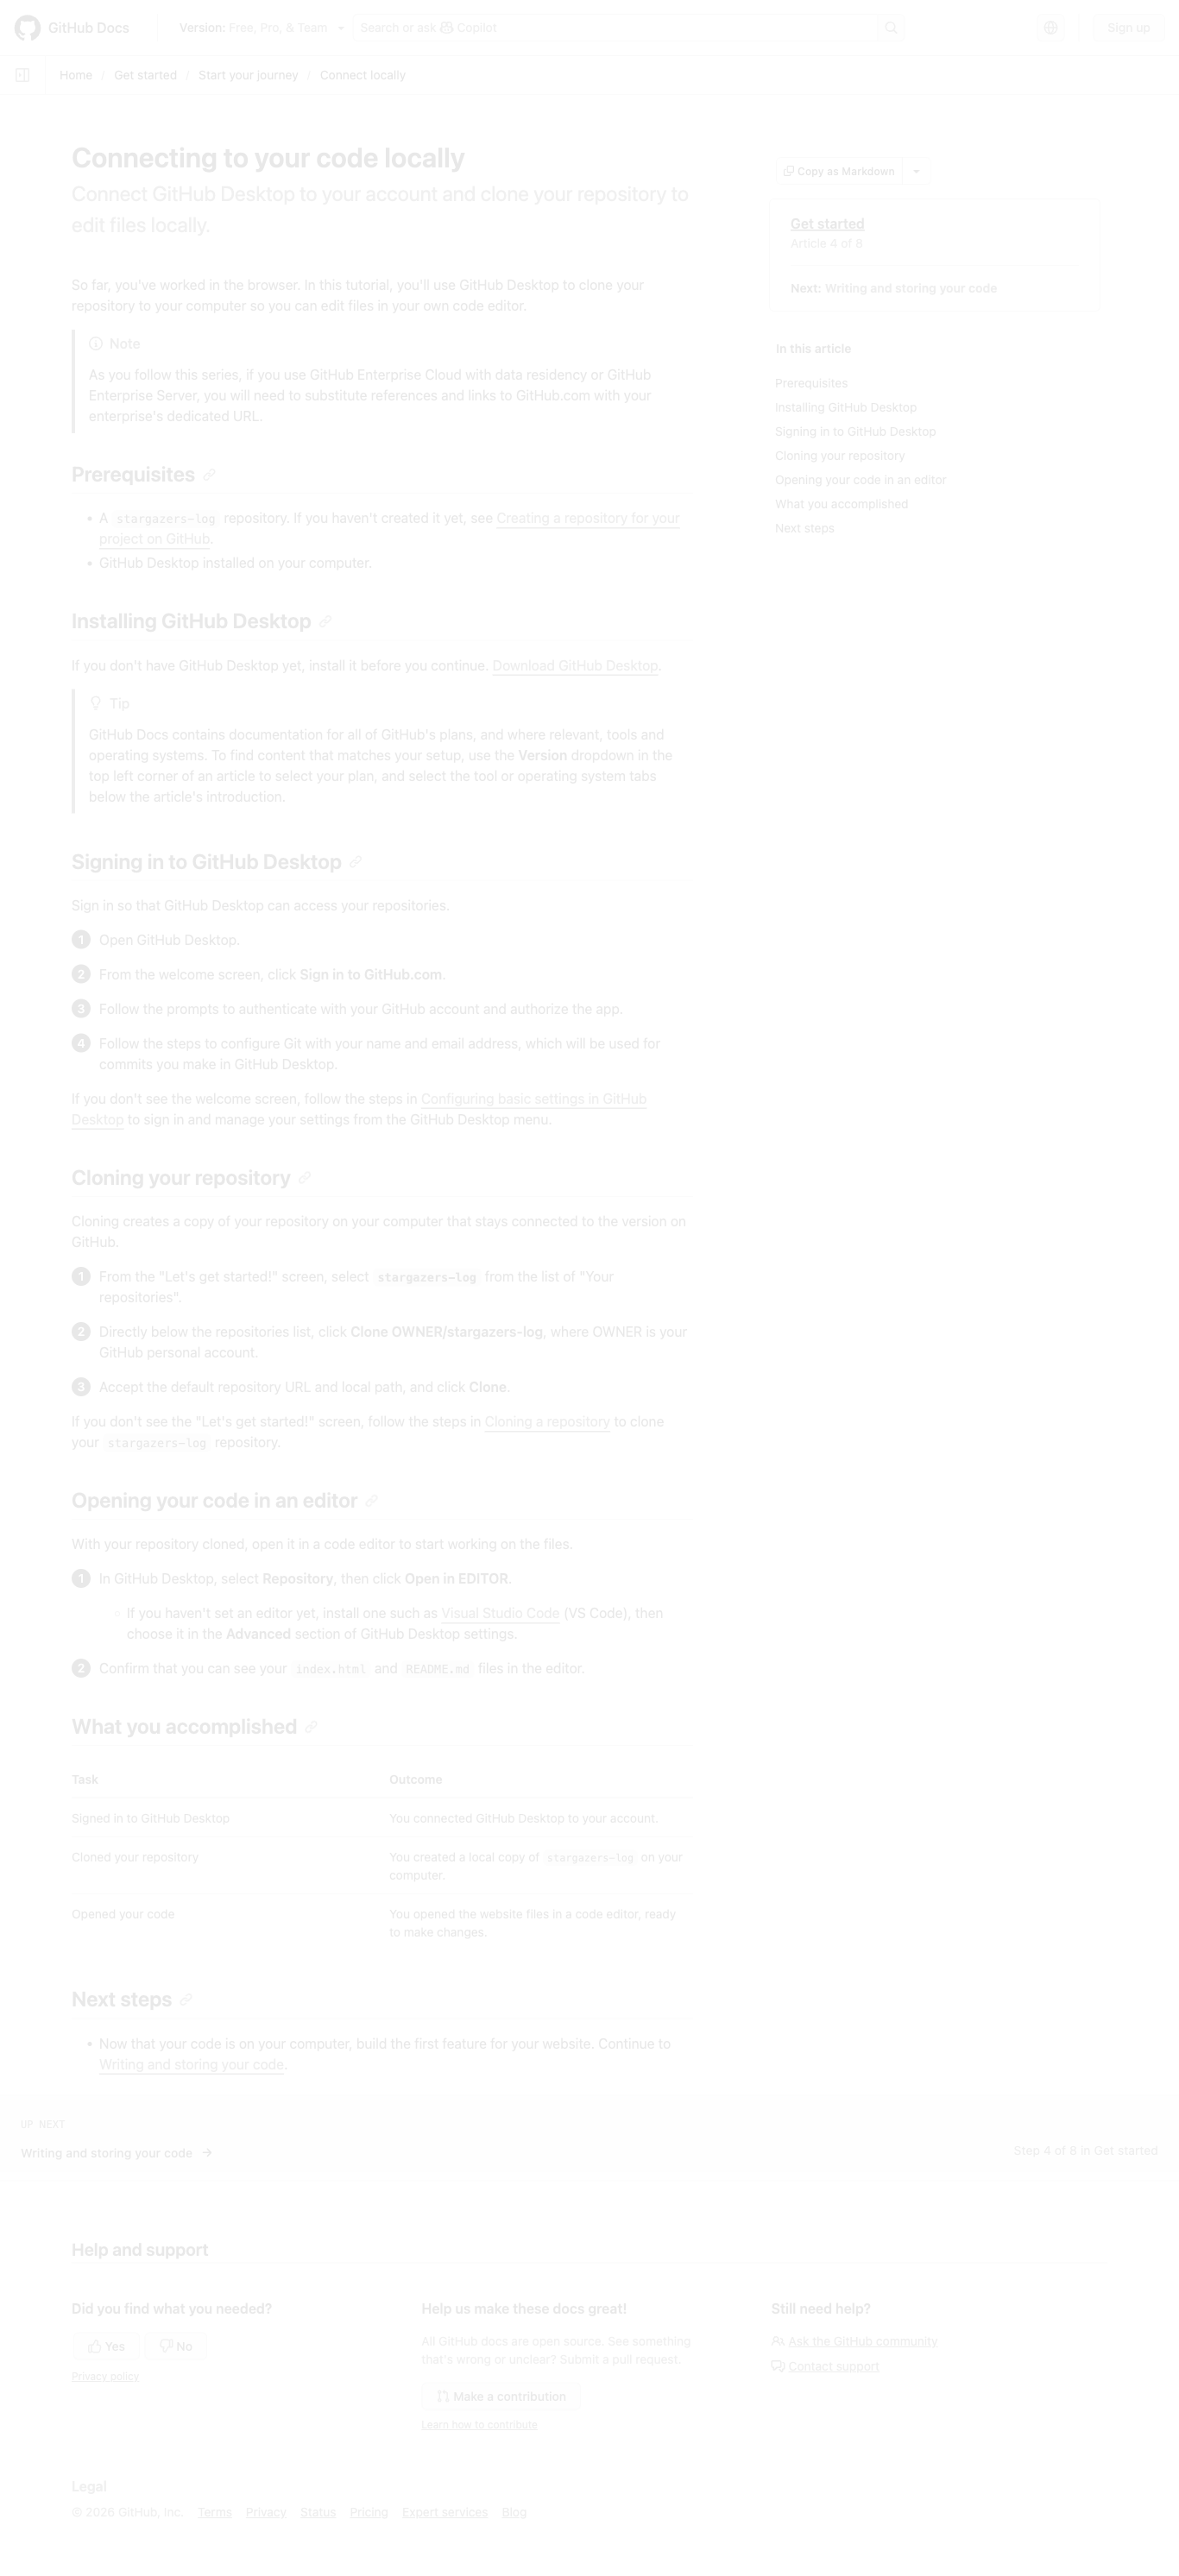 GitHub Docs
Version: Free, Pro, & Team
Search or ask Copilot
Sign up
Home / Get started / Start your journey / Connect locally
Connecting to your code locally
Connect GitHub Desktop to your account and clone your repository to
edit files locally.
So far, you've worked in the browser. In this tutorial, you'll use GitHub Desktop to clone your
repository to your computer so you can edit files in your own code editor.
Note
As you follow this series, if you use GitHub Enterprise Cloud with data residency or GitHub
Enterprise Server, you will need to substitute references and links to GitHub.com with your
enterprise's dedicated URL.
Prerequisites
• A stargazers-log repository. If you haven't created it yet, see Creating a repository for your
project on GitHub.
• GitHub Desktop installed on your computer.
Installing GitHub Desktop
If you don't have GitHub Desktop yet, install it before you continue. Download GitHub Desktop.
Tip
GitHub Docs contains documentation for all of GitHub's plans, and where relevant, tools and
operating systems. To find content that matches your setup, use the Version dropdown in the
top left corner of an article to select your plan, and select the tool or operating system tabs
below the article's introduction.
Signing in to GitHub Desktop
Sign in so that GitHub Desktop can access your repositories.
1 Open GitHub Desktop.
2 From the welcome screen, click Sign in to GitHub.com.
3 Follow the prompts to authenticate with your GitHub account and authorize the app.
4 Follow the steps to configure Git with your name and email address, which will be used for
commits you make in GitHub Desktop.
If you don't see the welcome screen, follow the steps in Configuring basic settings in GitHub
Desktop to sign in and manage your settings from the GitHub Desktop menu.
Cloning your repository
Cloning creates a copy of your repository on your computer that stays connected to the version on
GitHub.
1 From the "Let's get started!" screen, select stargazers-log from the list of "Your
repositories".
2 Directly below the repositories list, click Clone OWNER/stargazers-log, where OWNER is your
GitHub personal account.
3 Accept the default repository URL and local path, and click Clone.
If you don't see the "Let's get started!" screen, follow the steps in Cloning a repository to clone
your stargazers-log repository.
Opening your code in an editor
With your repository cloned, open it in a code editor to start working on the files.
1 In GitHub Desktop, select Repository, then click Open in EDITOR.
If you haven't set an editor yet, install one such as Visual Studio Code (VS Code), then
choose it in the Advanced section of GitHub Desktop settings.
2 Confirm that you can see your index.html and README.md files in the editor.
What you accomplished
Task Outcome
Signed in to GitHub Desktop You connected GitHub Desktop to your account.
Cloned your repository You created a local copy of stargazers-log on your
computer.
Opened your code You opened the website files in a code editor, ready
to make changes.
Next steps
• Now that your code is on your computer, build the first feature for your website. Continue to
Writing and storing your code.
Copy as Markdown
Get started
Article 4 of 8
Next: Writing and storing your code
In this article
Prerequisites
Installing GitHub Desktop
Signing in to GitHub Desktop
Cloning your repository
Opening your code in an editor
What you accomplished
Next steps
UP NEXT
Writing and storing your code →
Step 4 of 8 in Get started
Help and support
Did you find what you needed?
Yes No
Privacy policy
Help us make these docs great!
All GitHub docs are open source. See something
that's wrong or unclear? Submit a pull request.
Make a contribution
Learn how to contribute
Still need help?
Ask the GitHub community
Contact support
Legal
© 2026 GitHub, Inc. Terms Privacy Status Pricing Expert services Blog